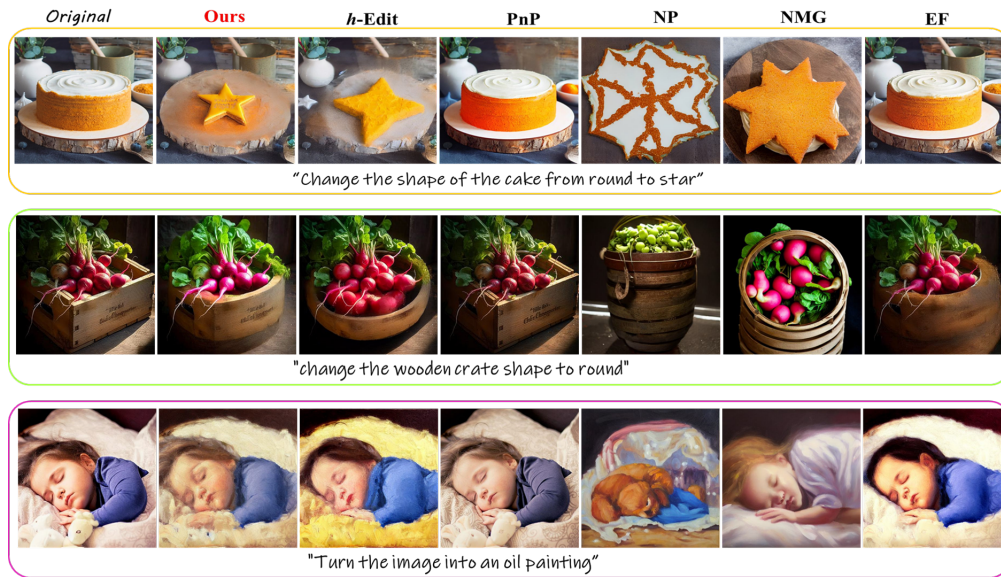 Original Ours h-Edit PnP NP NMG EF
“Change the shape of the cake from round to star”
"change the wooden crate shape to round"
"Turn the image into an oil painting”